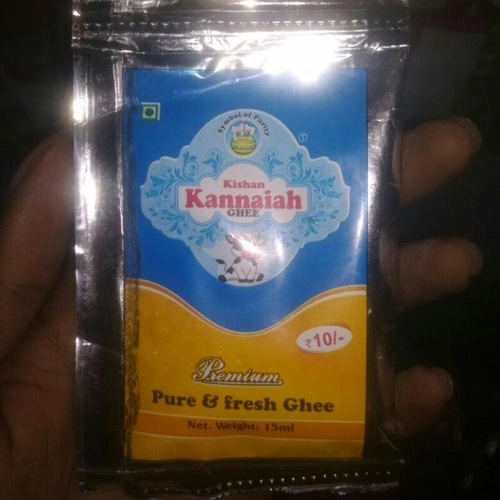 Symbol of Purity
Kishan
Kannaiah
GHEE
₹10/-
Premium
Pure & fresh Ghee
Net. Weight: 15ml